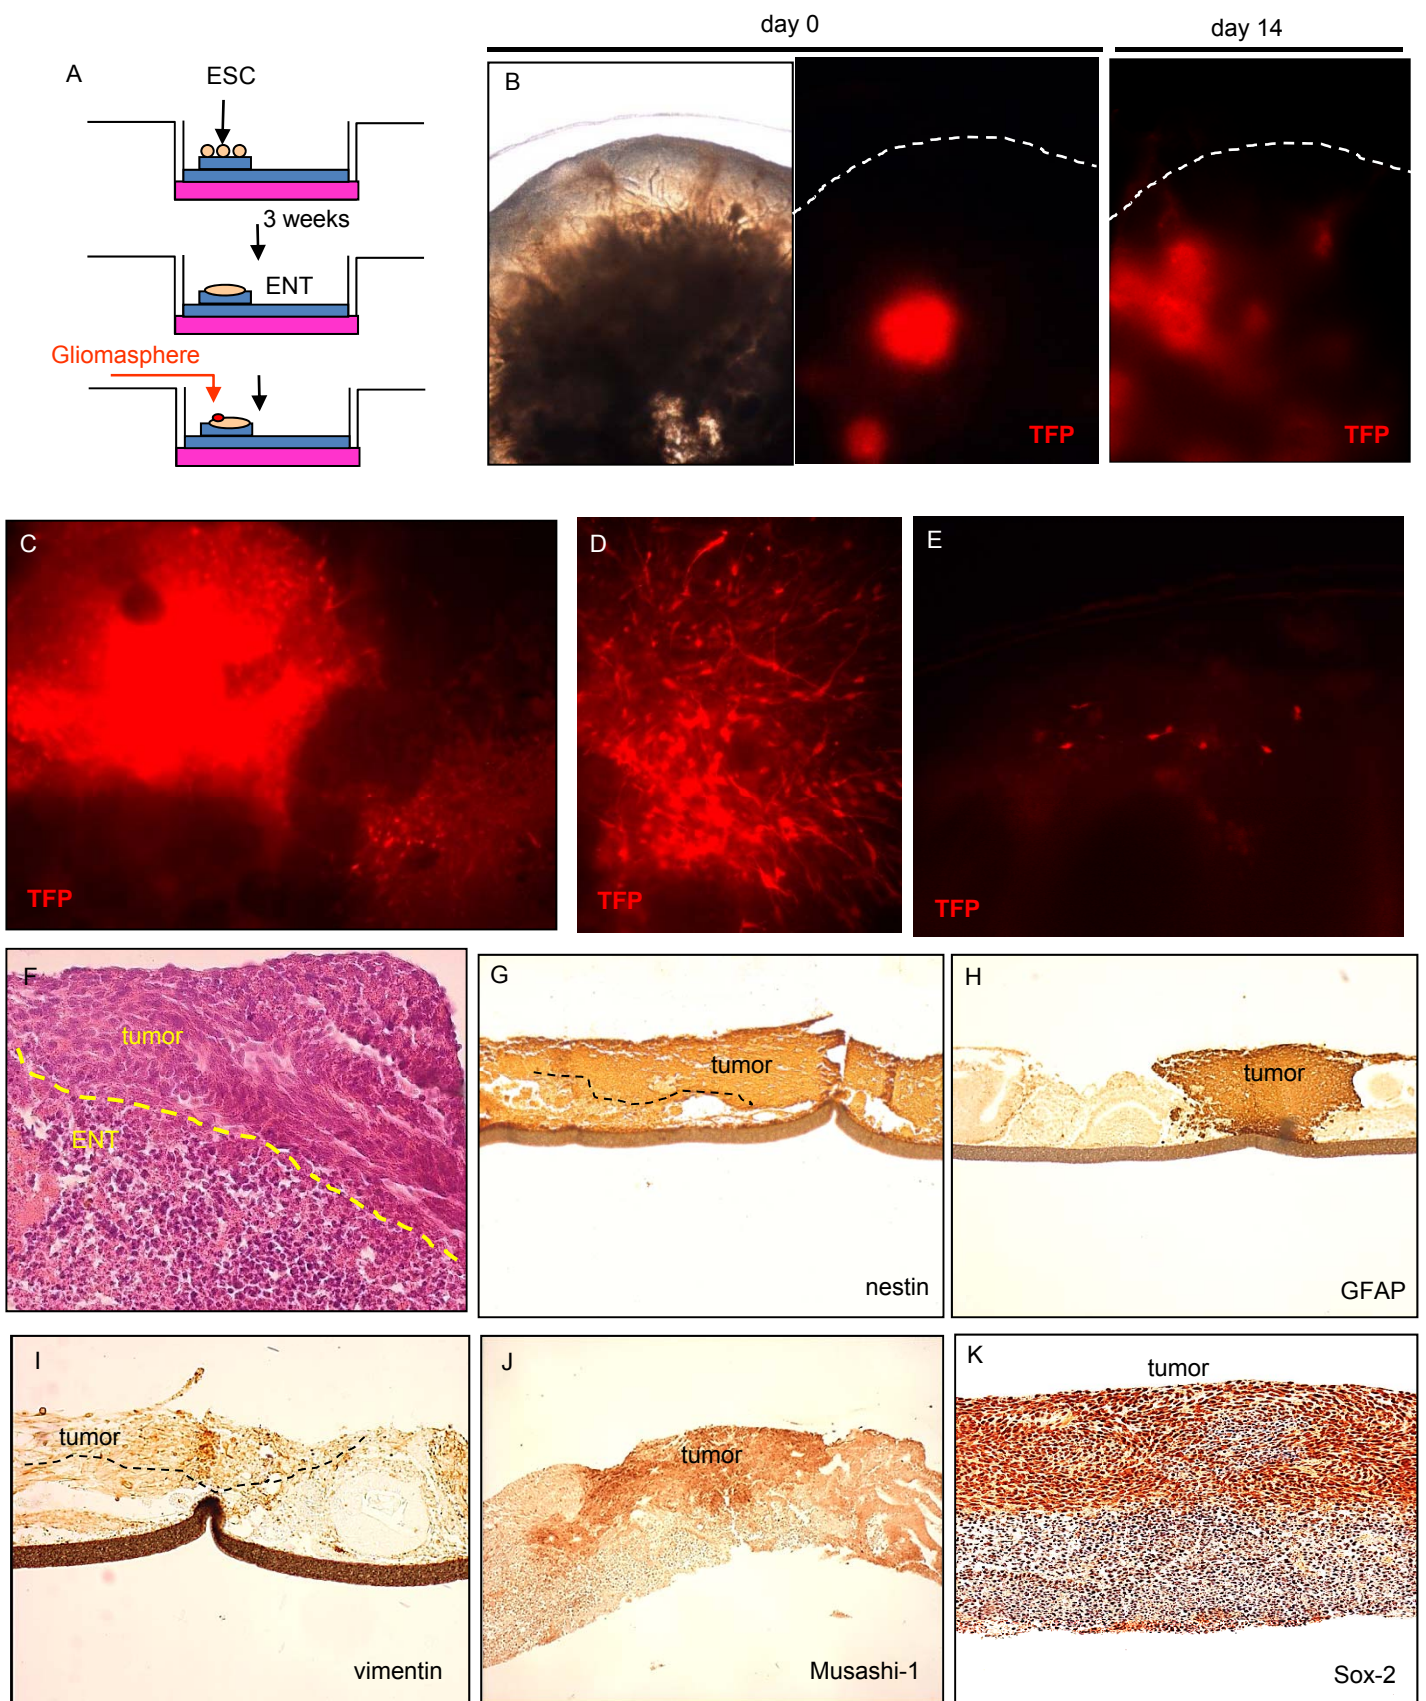 day 0
day 14
A
ESC
3 weeks
ENT
Gliomasphere
B
TFP
TFP
C
TFP
D
TFP
E
TFP
F
tumor
ENT
G
tumor
nestin
H
tumor
GFAP
I
tumor
vimentin
J
tumor
Musashi-1
K
tumor
Sox-2